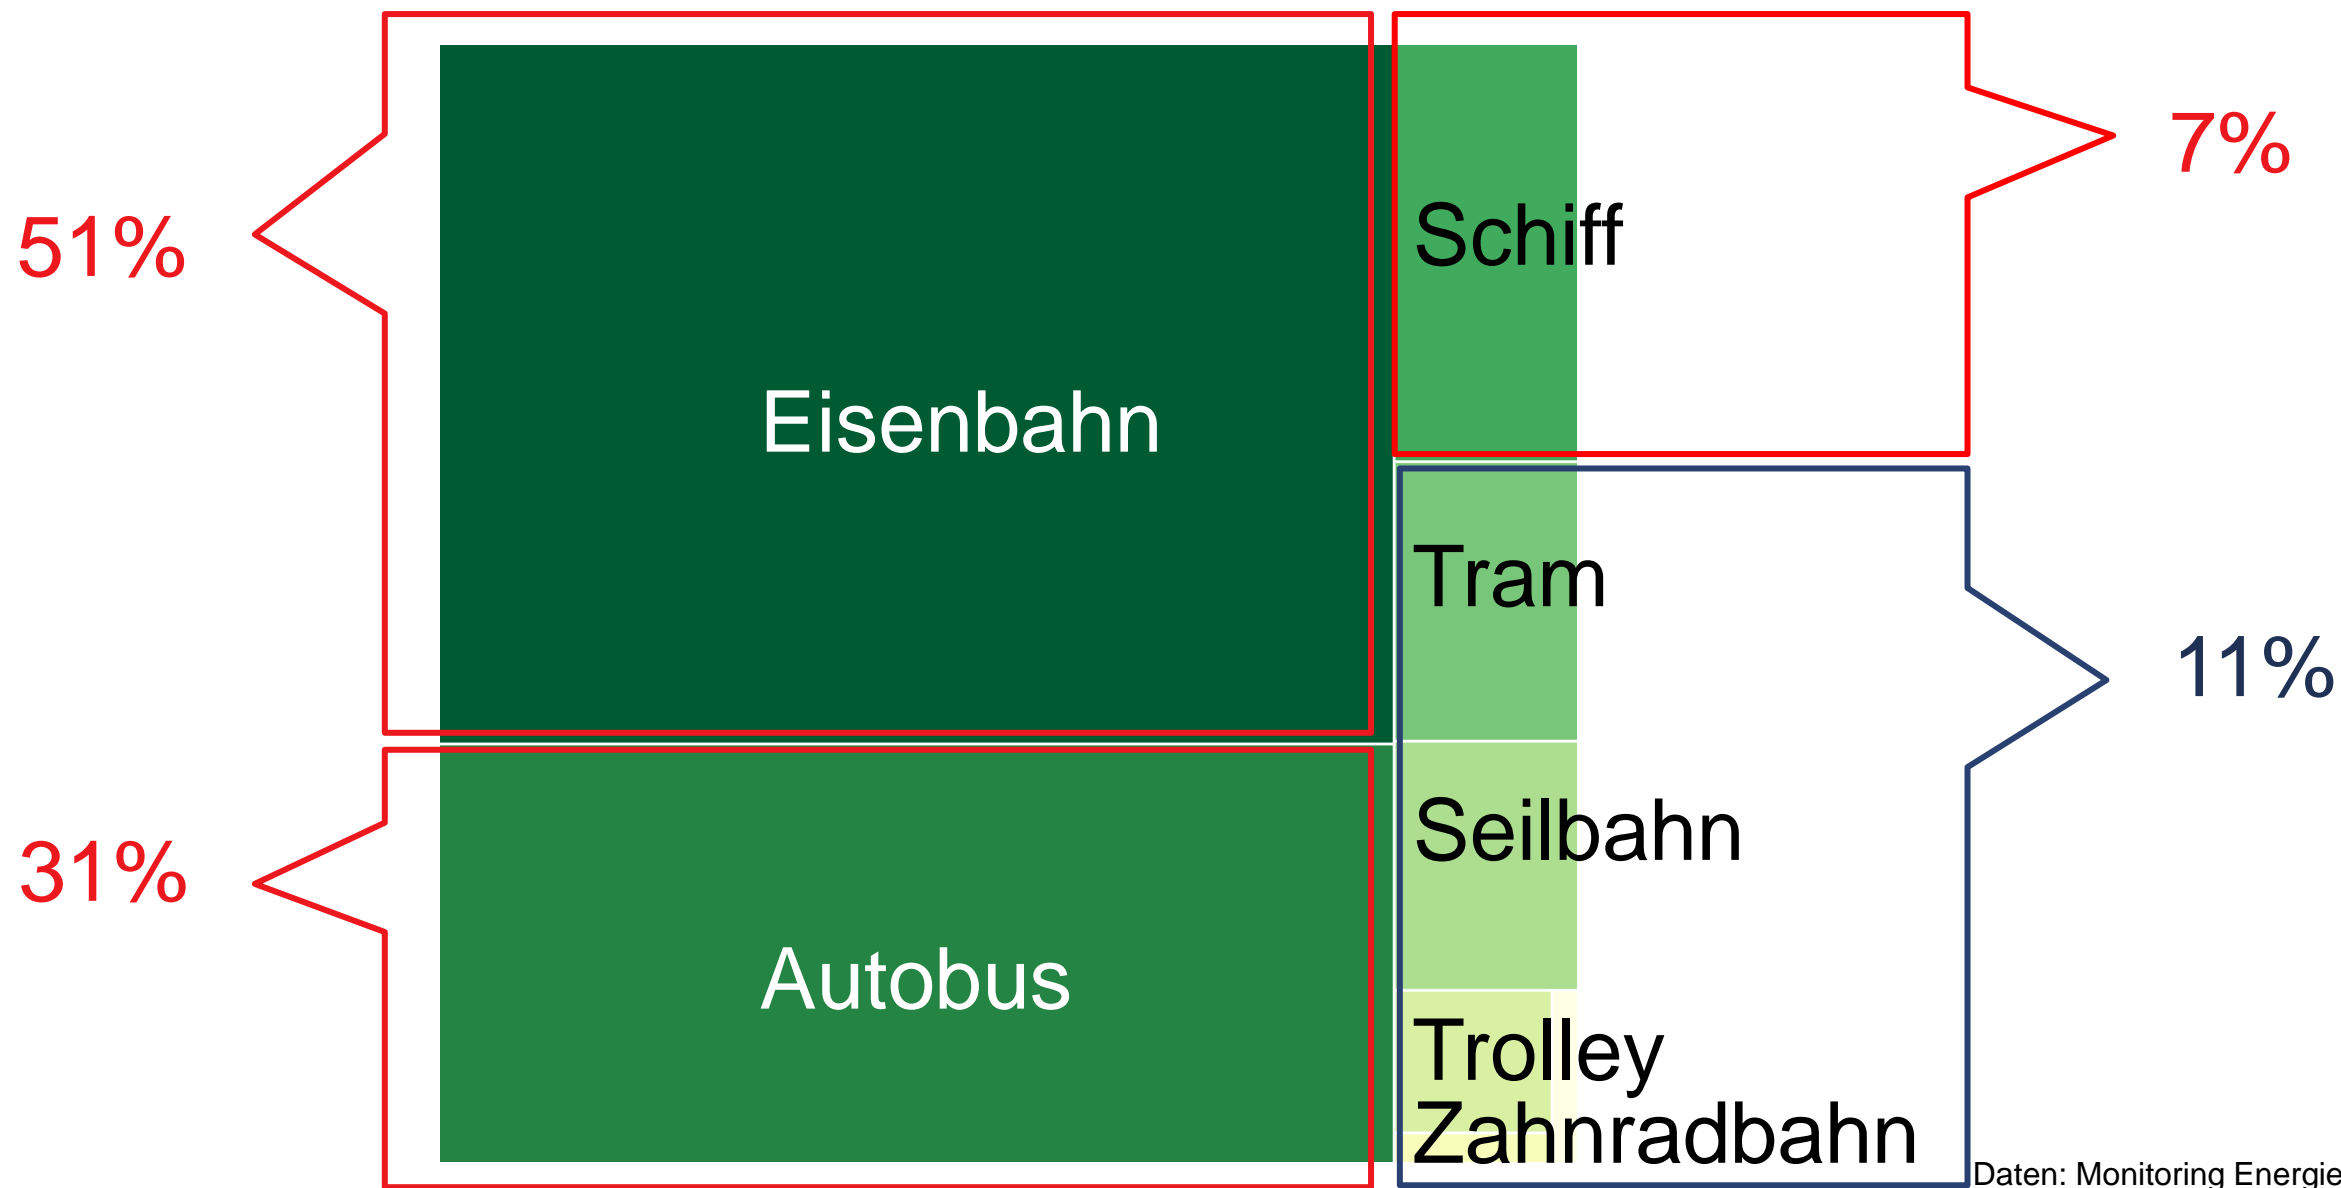 51%
Eisenbahn
31%
Autobus
Schiff
7%
Tram
Seilbahn
Trolley
Zahnradbahn
11%
Daten: Monitoring Energie